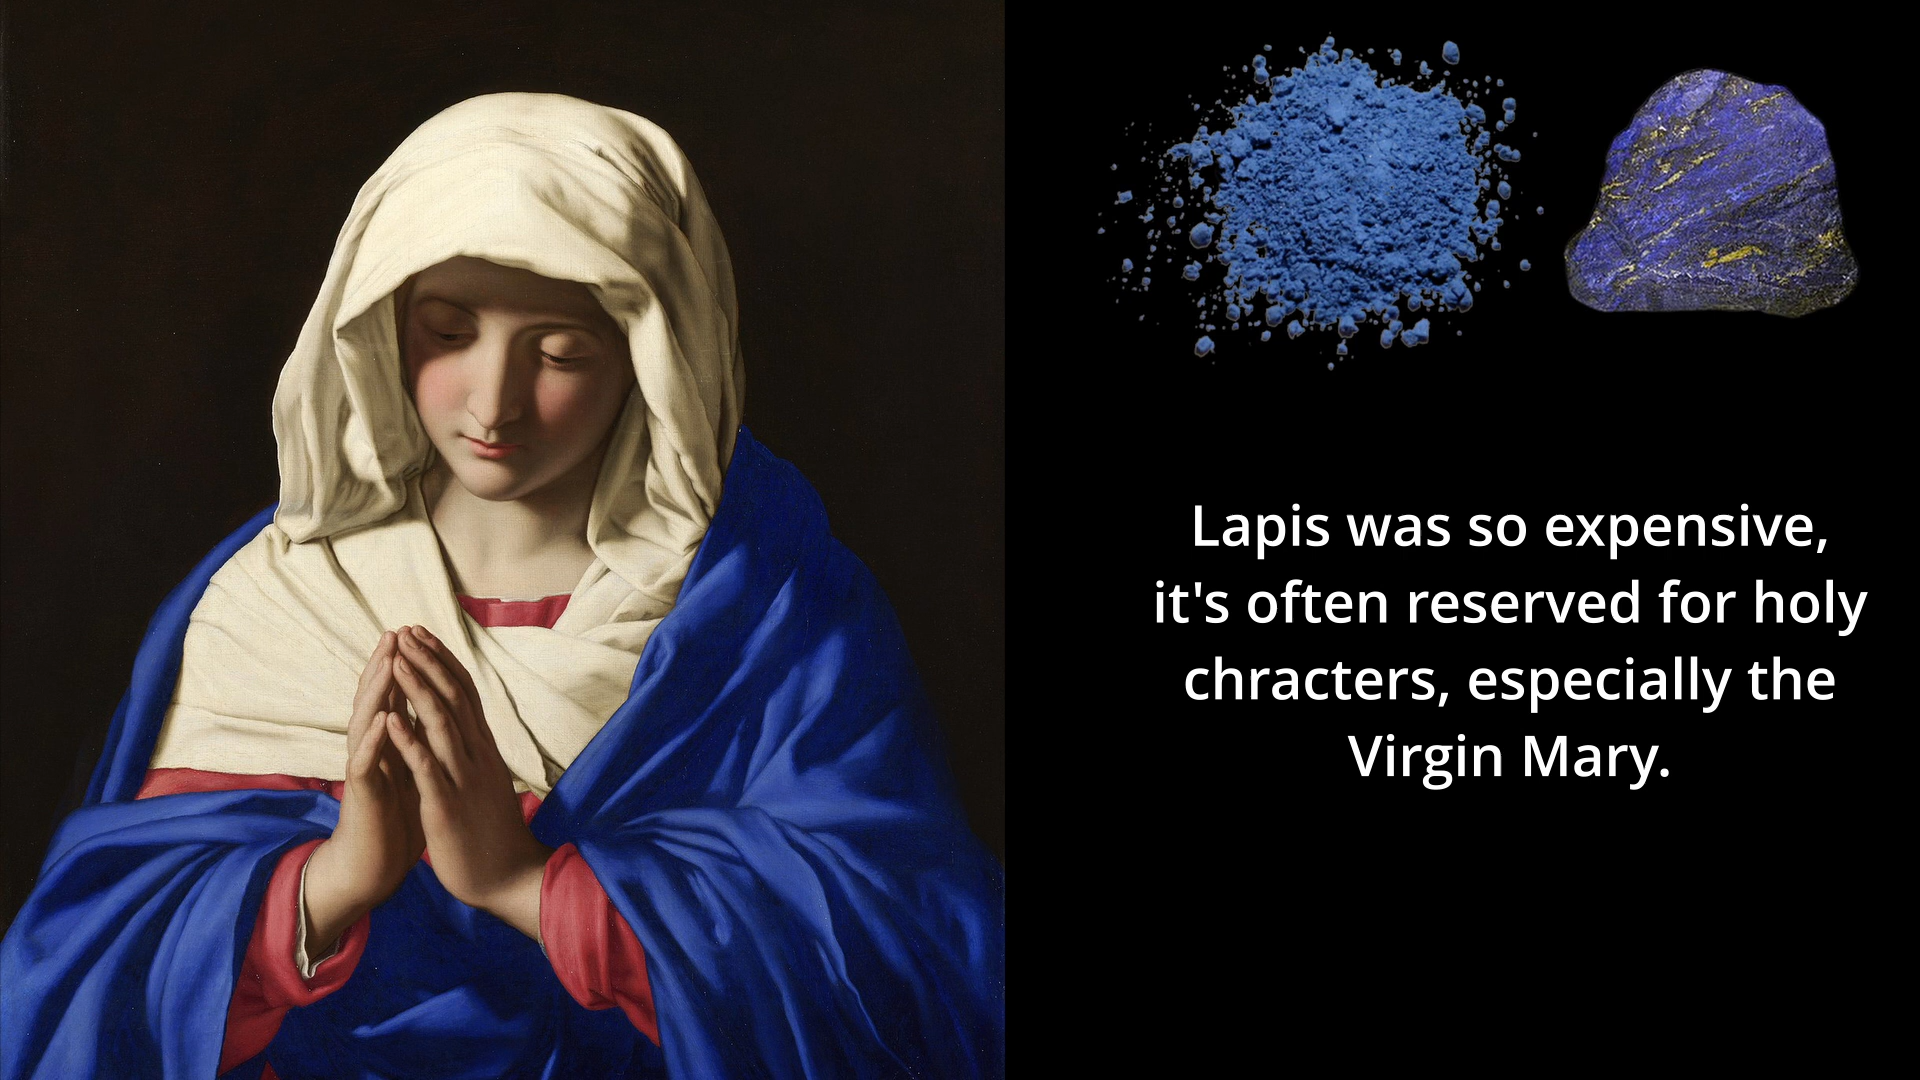 Lapis was so expensive,
it's often reserved for holy
chracters, especially the
Virgin Mary.